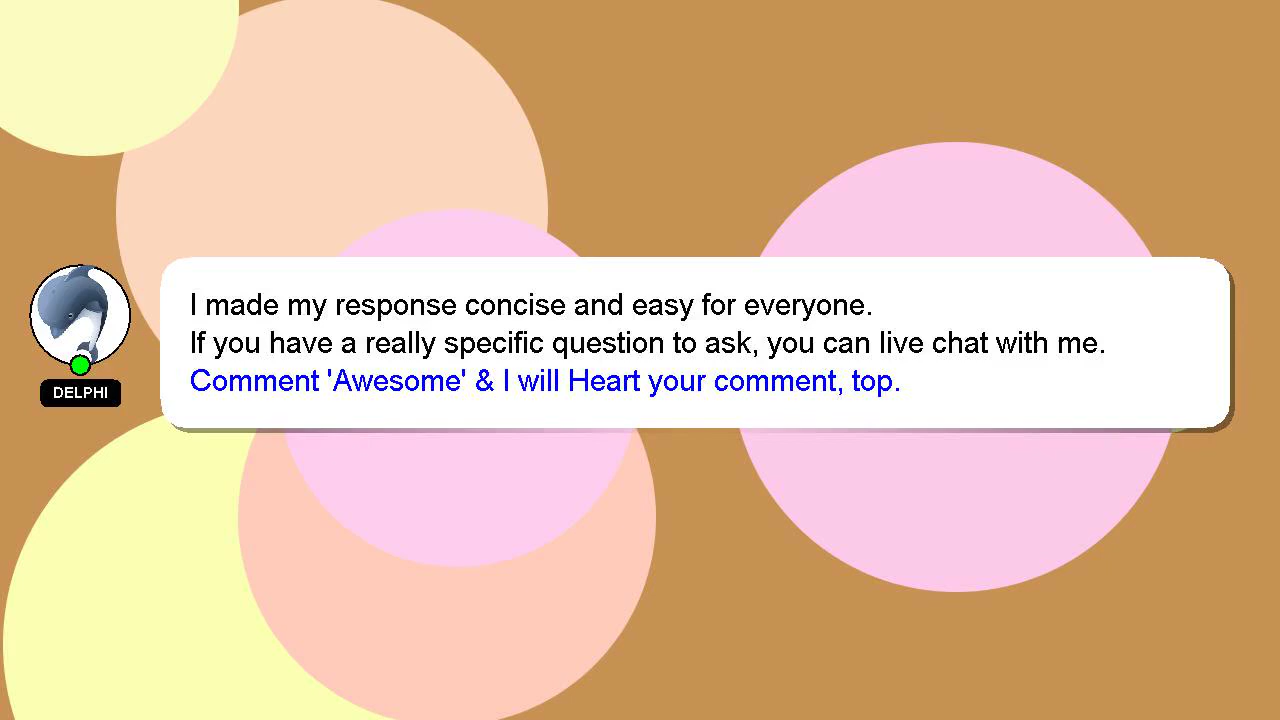 I made my response concise and easy for everyone.
If you have a really specific question to ask, you can live chat with me.
Comment 'Awesome' & I will Heart your comment, top.
DELPHI